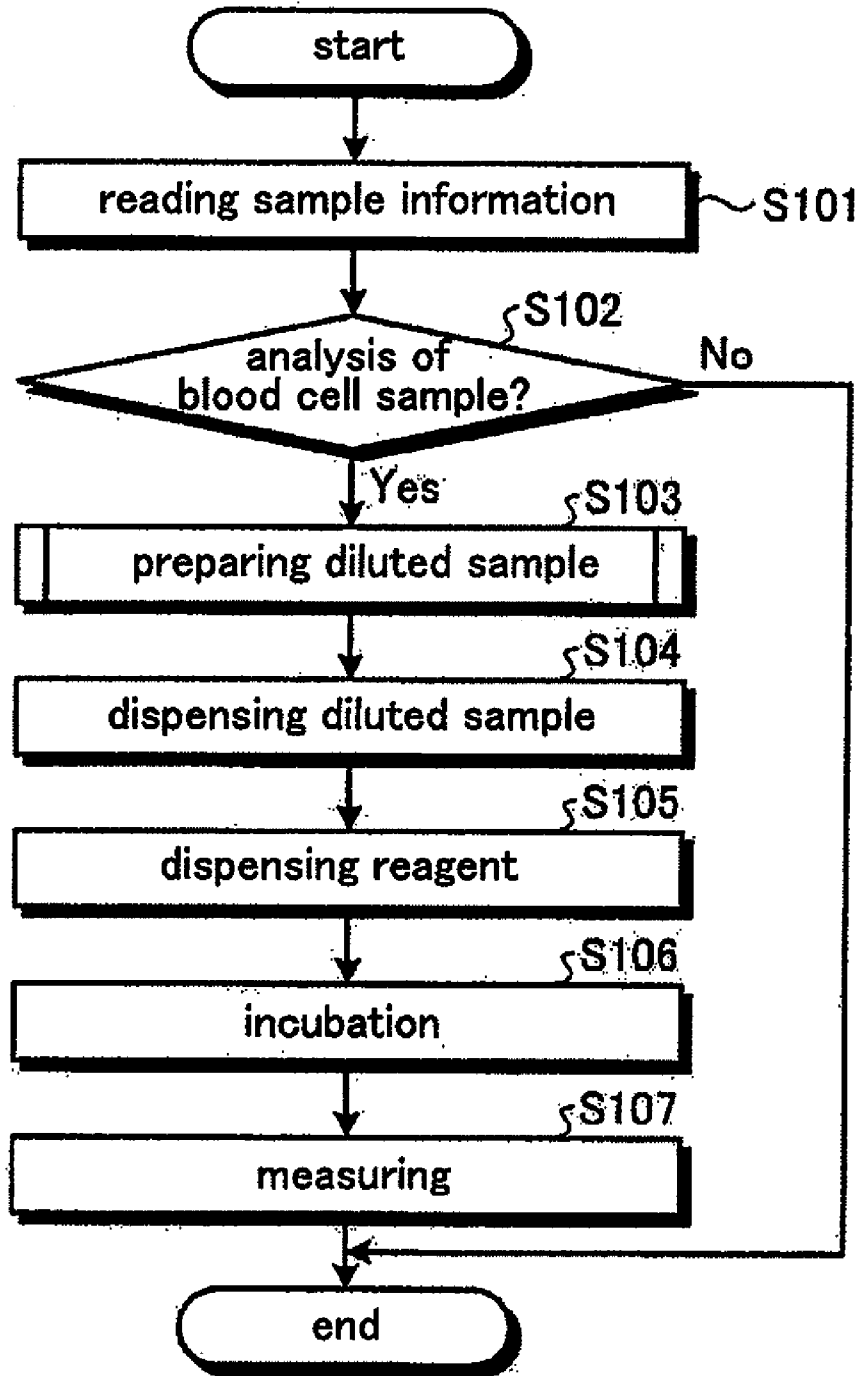 start
reading sample information
S101
S102
analysis of
blood cell sample?
No
Yes
S103
preparing diluted sample
S104
dispensing diluted sample
S105
dispensing reagent
S106
incubation
S107
measuring
end